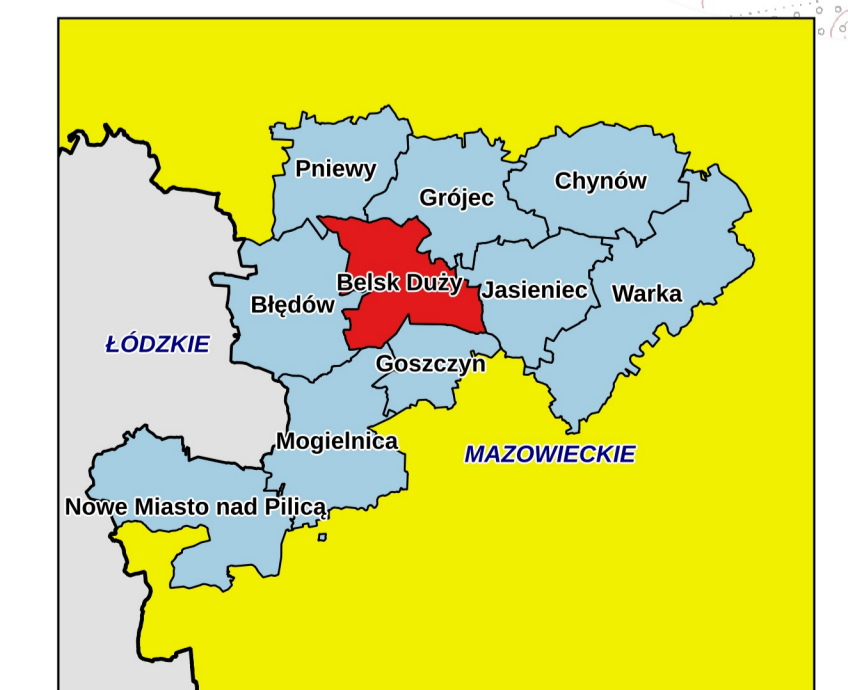 Pniewy
Grójec
Chynów
Belsk Duży
Jasieniec
Warka
Błędów
ŁÓDZKIE
Goszczyn
Mogielnica
MAZOWIECKIE
Nowe Miasto nad Pilicą